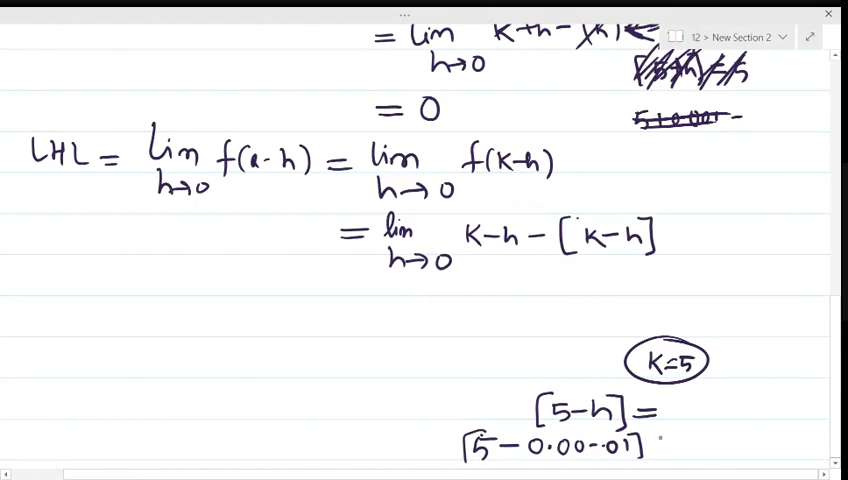 12 > New Section 2
= lim K+h-[K]
h→0
= 0
LHL = lim f(a-h) = lim f(K-h)
h→0 h→0
= lim K-h-[K-h]
h→0
K=5
[5-h] =
[5-0.00--01]